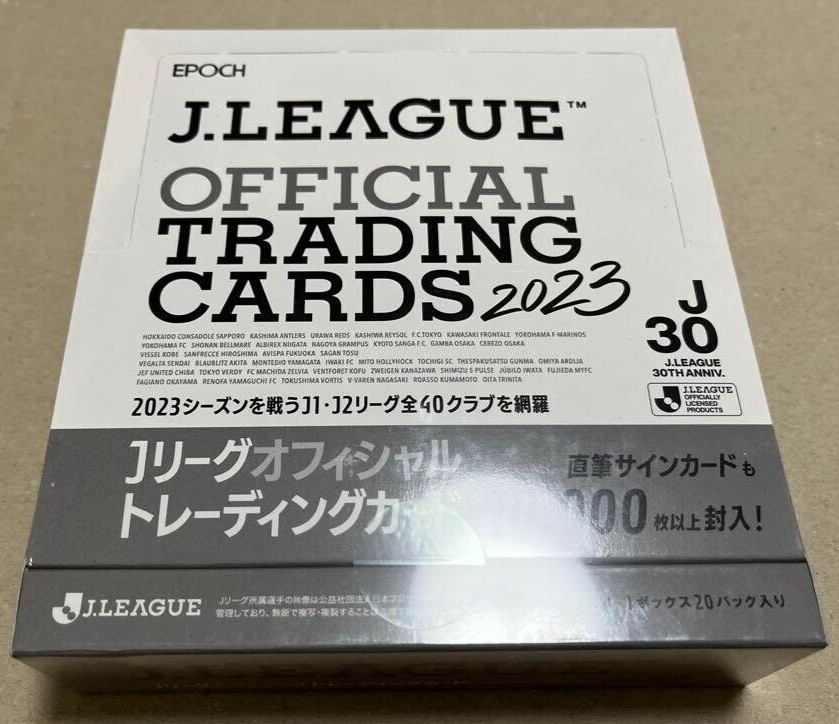 EPOCH
J.LEAGUE™
OFFICIAL
TRADING
CARDS 2023
HOKKAIDO CONSADOLE SAPPORO KASHIMA ANTLERS URAWA REDS KASHIWA REYSOL F.C.TOKYO KAWASAKI FRONTALE YOKOHAMA F·MARINOS
YOKOHAMA FC SHONAN BELLMARE ALBIREX NIIGATA NAGOYA GRAMPUS KYOTO SANGA F.C. GAMBA OSAKA CEREZO OSAKA
VISSEL KOBE SANFRECCE HIROSHIMA AVISPA FUKUOKA SAGAN TOSU
VEGALTA SENDAI BLAUBLITZ AKITA MONTEDIO YAMAGATA IWAKI FC MITO HOLLYHOCK TOCHIGI SC THESPAKUSATSU GUNMA OMIYA ARDIJA
JEF UNITED CHIBA TOKYO VERDY FC MACHIDA ZELVIA VENTFORET KOFU ZWEIGEN KANAZAWA SHIMIZU S-PULSE JÚBILO IWATA FUJIEDA MYFC
FAGIANO OKAYAMA RENOFA YAMAGUCHI FC TOKUSHIMA VORTIS V·VAREN NAGASAKI ROASSO KUMAMOTO OITA TRINITA
J
30
J.LEAGUE
30TH ANNIV.
J.LEAGUE
OFFICIALLY
LICENSED
PRODUCTS
2023シーズンを戦うJ1・J2リーグ全40クラブを網羅
Jリーグオフィシャル
トレーディングカ
直筆サインカードも
000枚以上封入!
J.LEAGUE
Jリーグ所属選手の肖像は公益社団法人日本プロ
管理しており、無断で複写・複製することは
1ボックス20パック入り